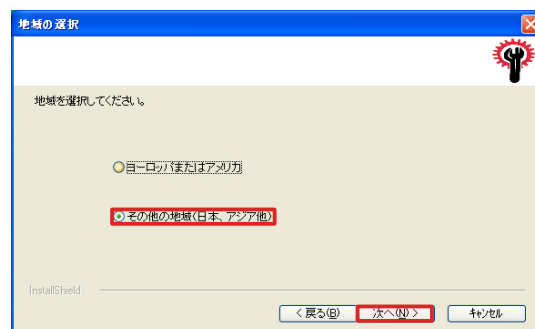 地域の選択
地域を選択してください。
ヨーロッパまたはアメリカ
その他の地域(日本、アジア他)
InstallShield
< 戻る(B)
次へ(N) >
キャンセル